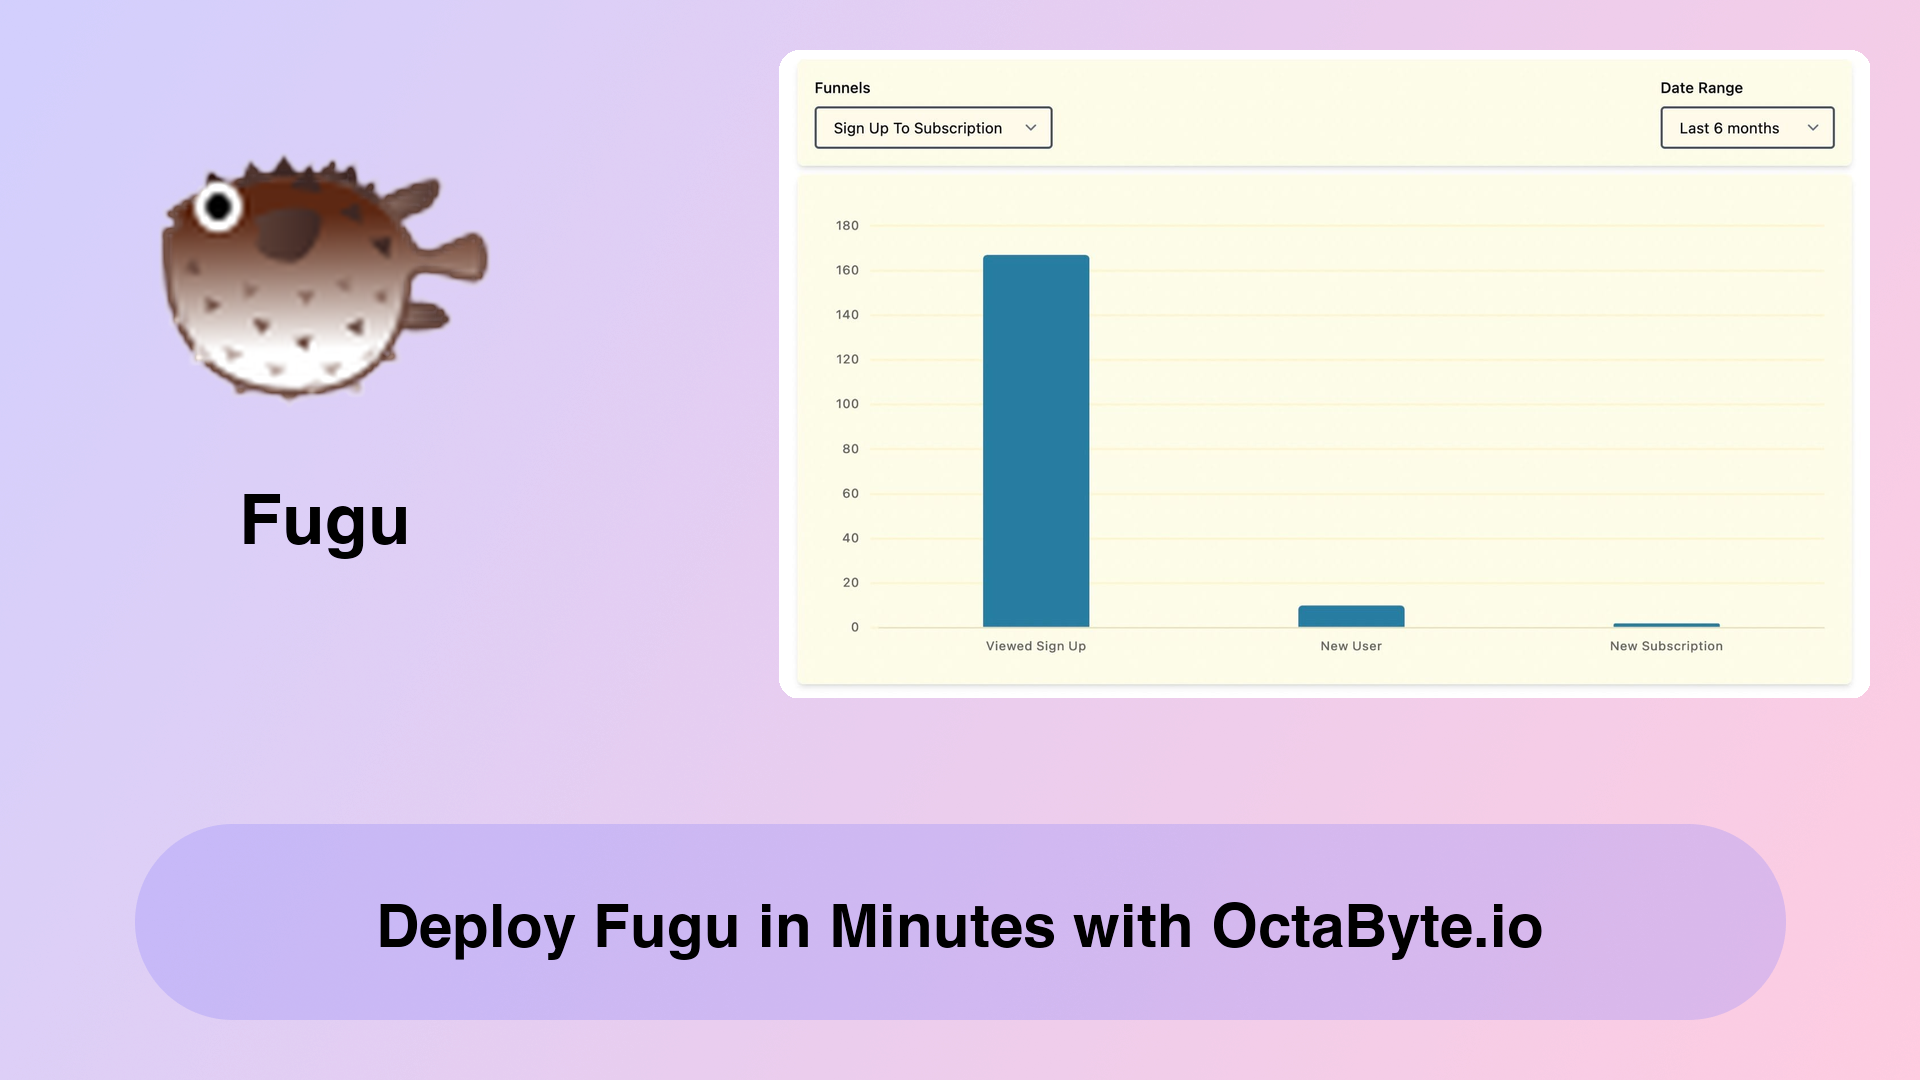 Fugu
Funnels
Date Range
Sign Up To Subscription
Last 6 months
180
160
140
120
100
80
60
40
20
0
Viewed Sign Up
New User
New Subscription
Deploy Fugu in Minutes with OctaByte.io